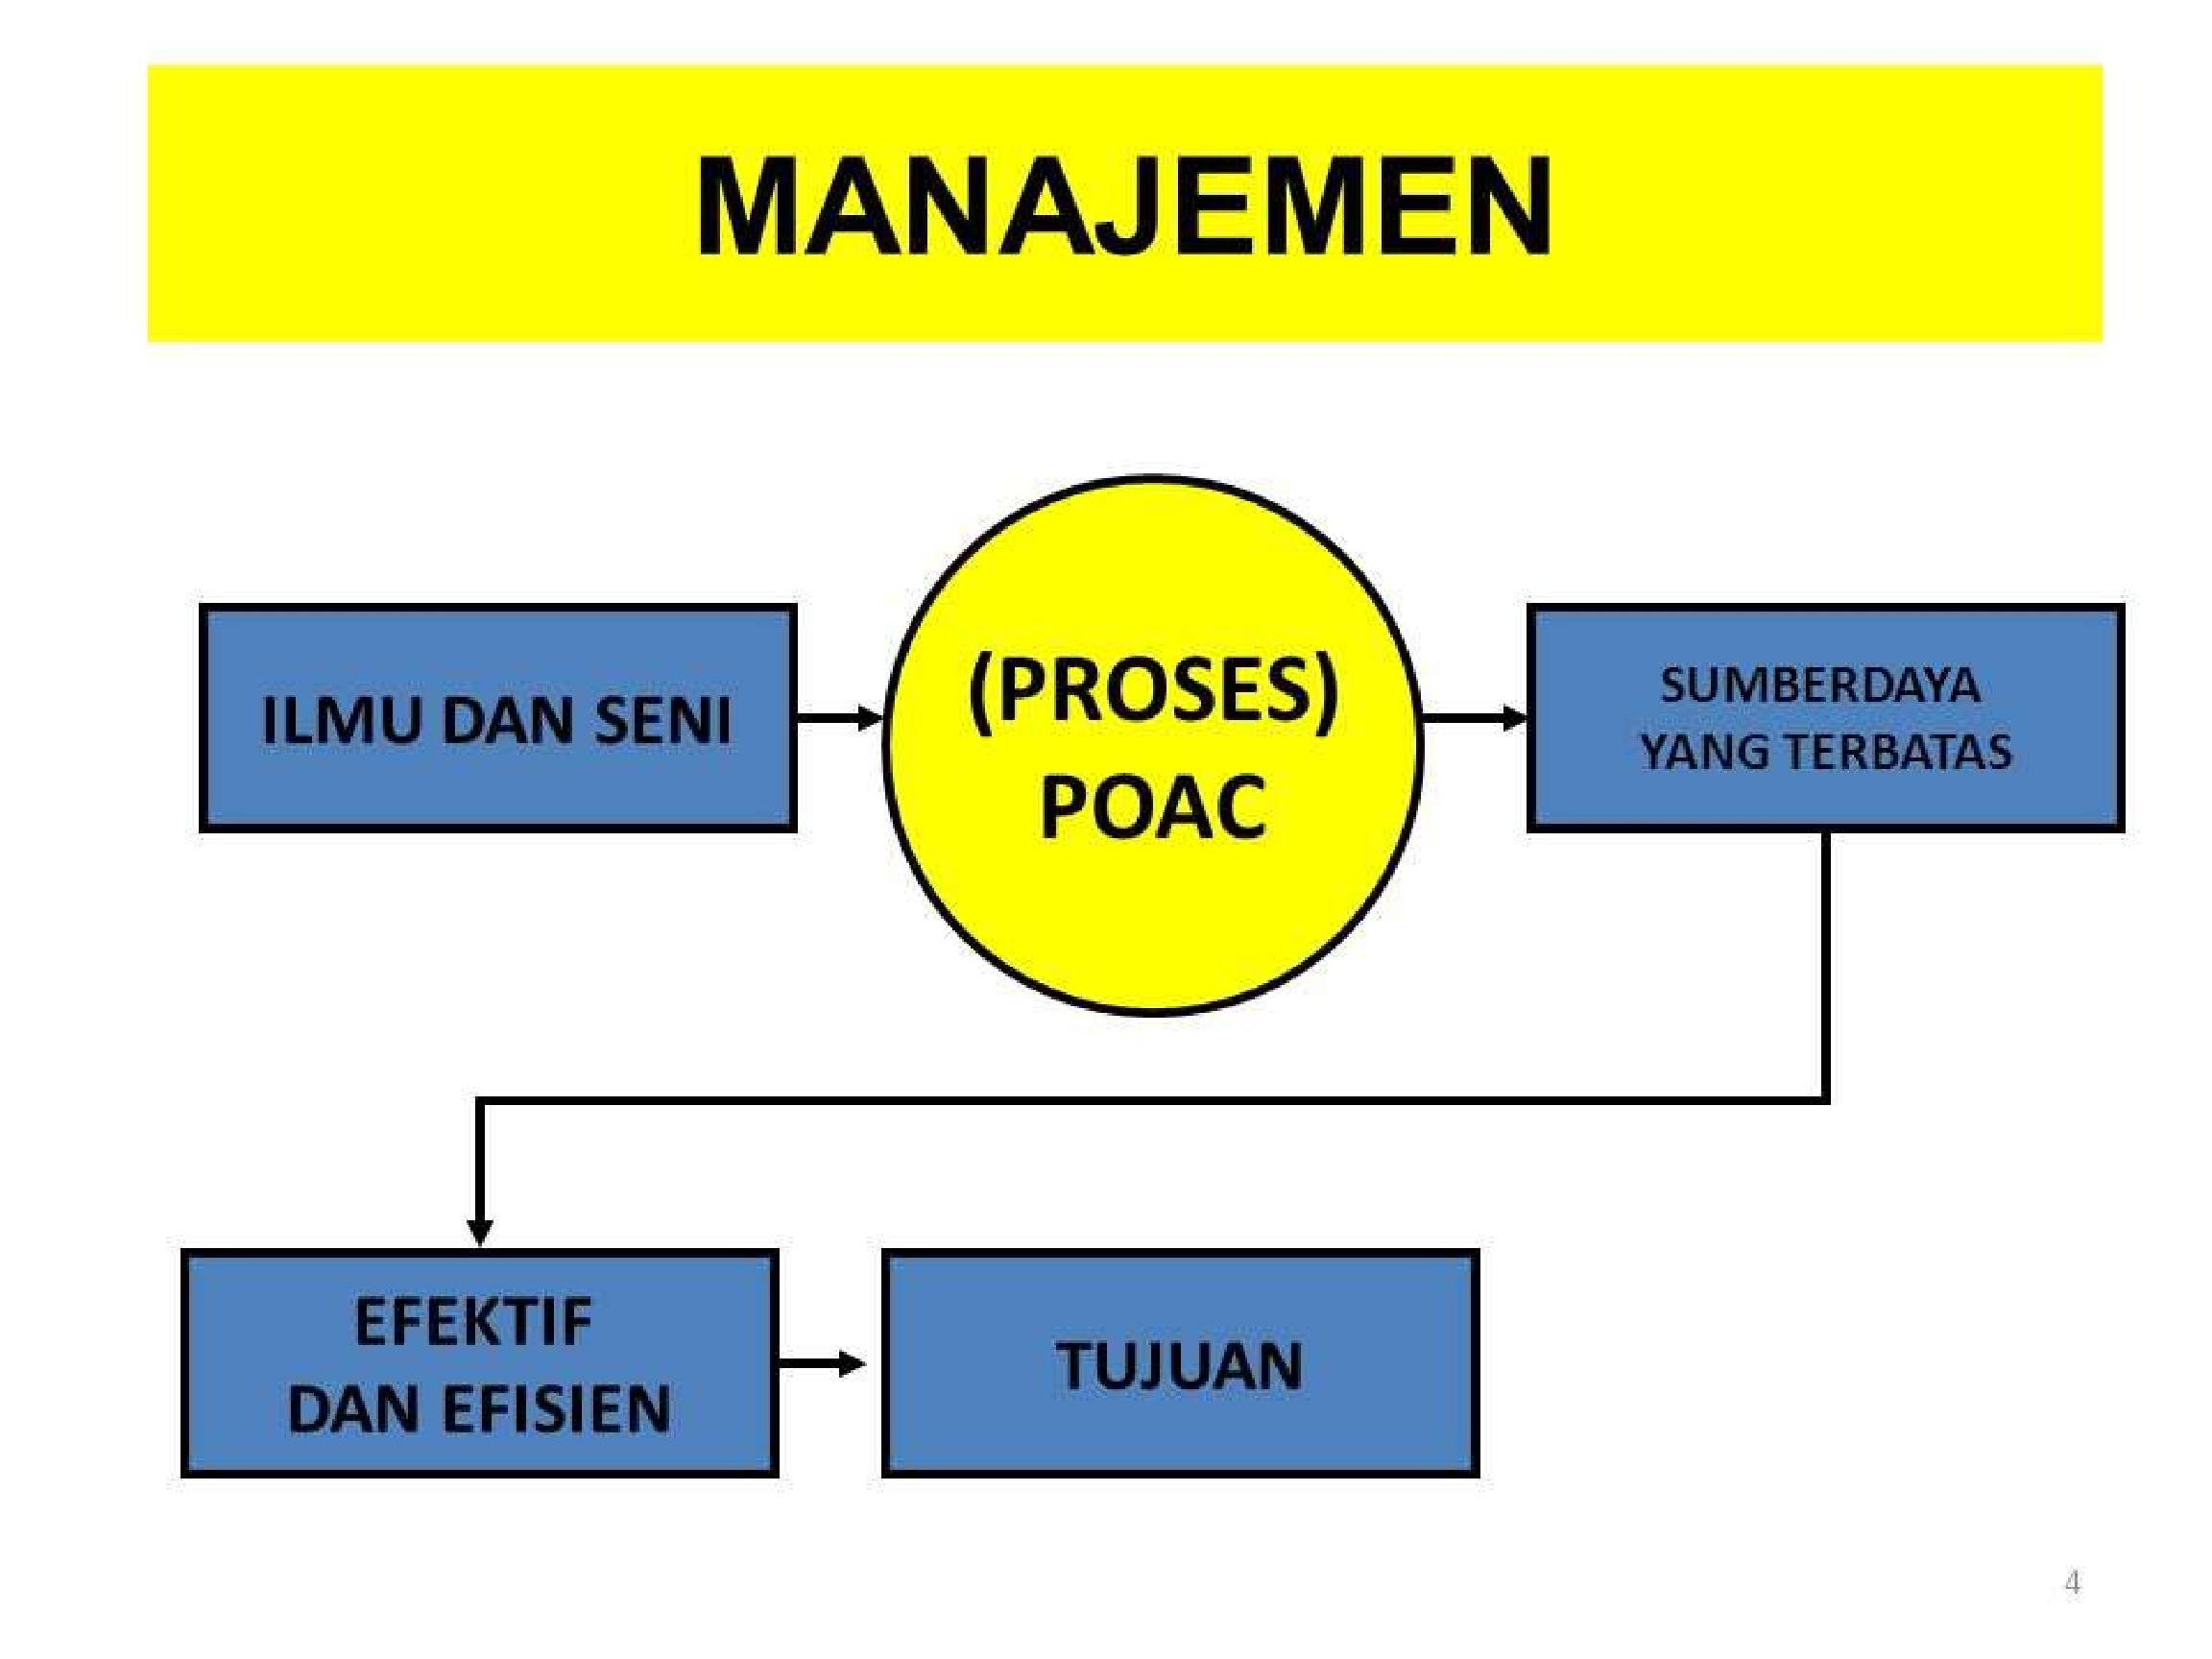 MANAJEMEN
ILMU DAN SENI
(PROSES)
POAC
SUMBERDAYA
YANG TERBATAS
EFEKTIF
DAN EFISIEN
TUJUAN
4